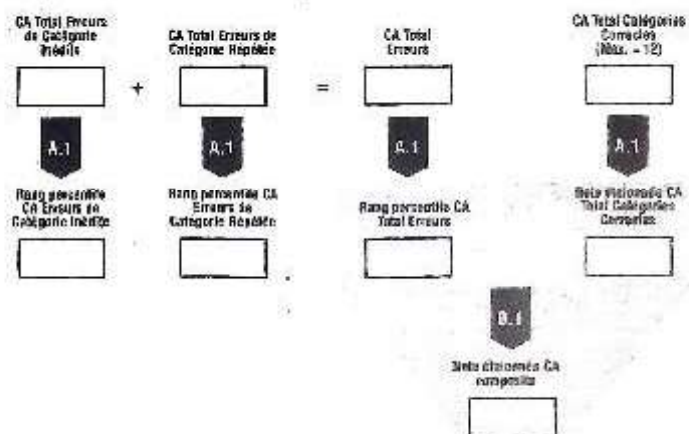 CA Total Erreurs
de Catégorie
Inédite
+
CA Total Erreurs de
Catégorie Répétée
=
CA Total
Erreurs
CA Total Catégories
Correctes
(Max. = 12)
A.1
A.1
A.1
A.1
Rang percentile
CA Erreurs de
Catégorie Inédite
Rang percentile CA
Erreurs de
Catégorie Répétée
Rang percentile CA
Total Erreurs
Note étalonnée CA
Total Catégories
Correctes
B.1
Note étalonnée CA
composite